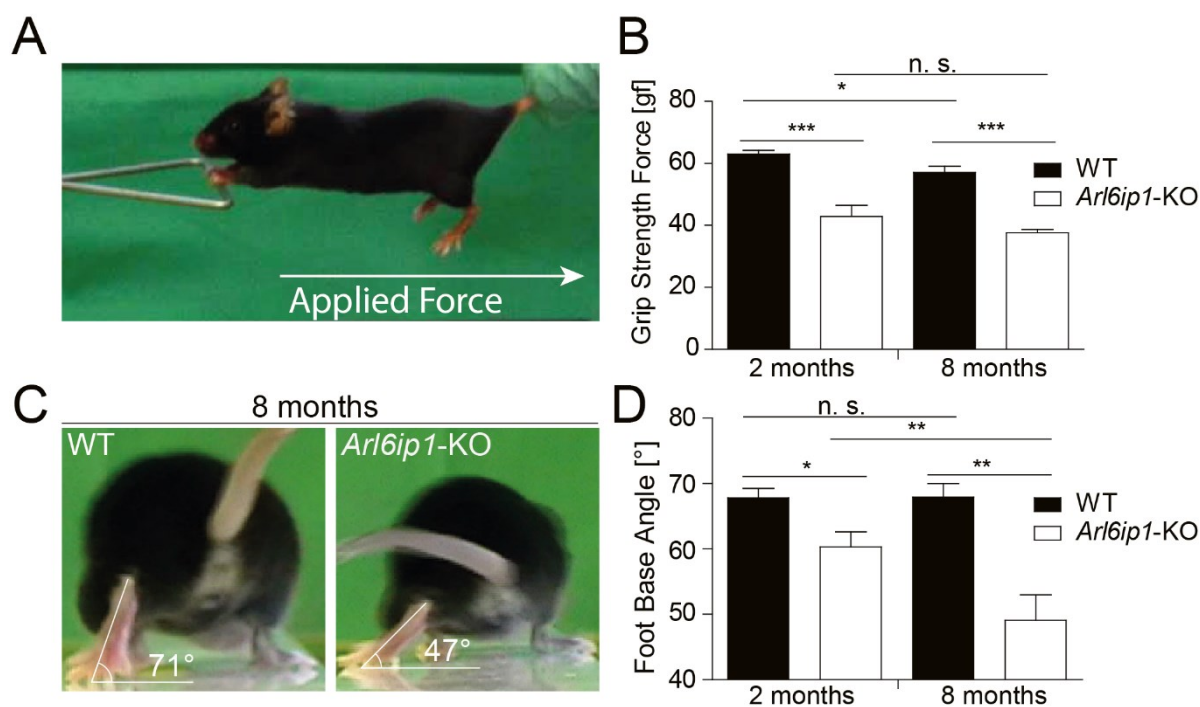 A
Applied Force
B
n. s.
*
***
***
Grip Strength Force [gf]
80
60
40
20
0
2 months
8 months
WT
Arl6ip1-KO
C
8 months
WT
Arl6ip1-KO
71°
47°
D
n. s.
**
*
**
Foot Base Angle [°]
80
70
60
50
40
2 months
8 months
WT
Arl6ip1-KO